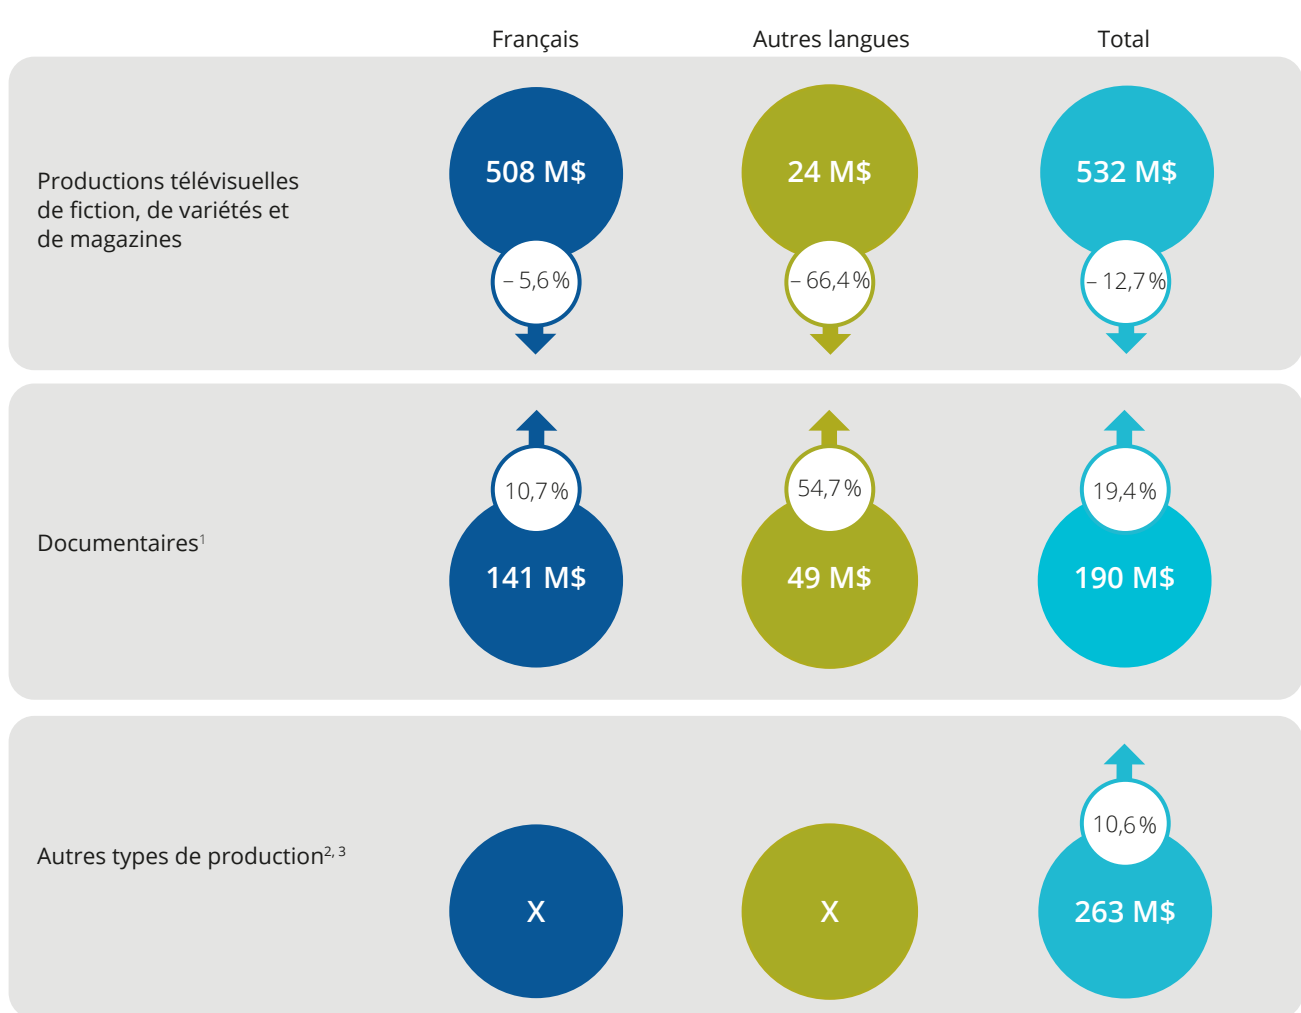 Français Autres langues Total
Productions télévisuelles
de fiction, de variétés et
de magazines
508 M$ 24 M$ 532 M$
– 5,6 % – 66,4 % – 12,7 %
10,7 % 54,7 % 19,4 %
Documentaires¹
141 M$ 49 M$ 190 M$
10,6 %
Autres types de production²,³
X X 263 M$